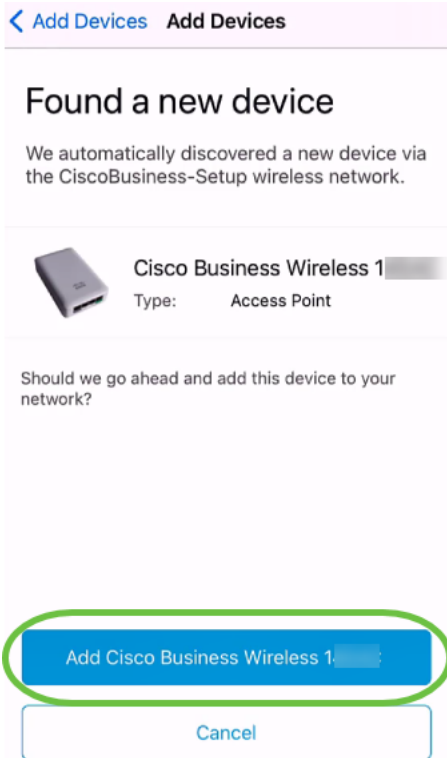 Add Devices Add Devices
Found a new device
We automatically discovered a new device via
the CiscoBusiness-Setup wireless network.
Cisco Business Wireless
Type: Access Point
Should we go ahead and add this device to your
network?
Add Cisco Business Wireless
Cancel